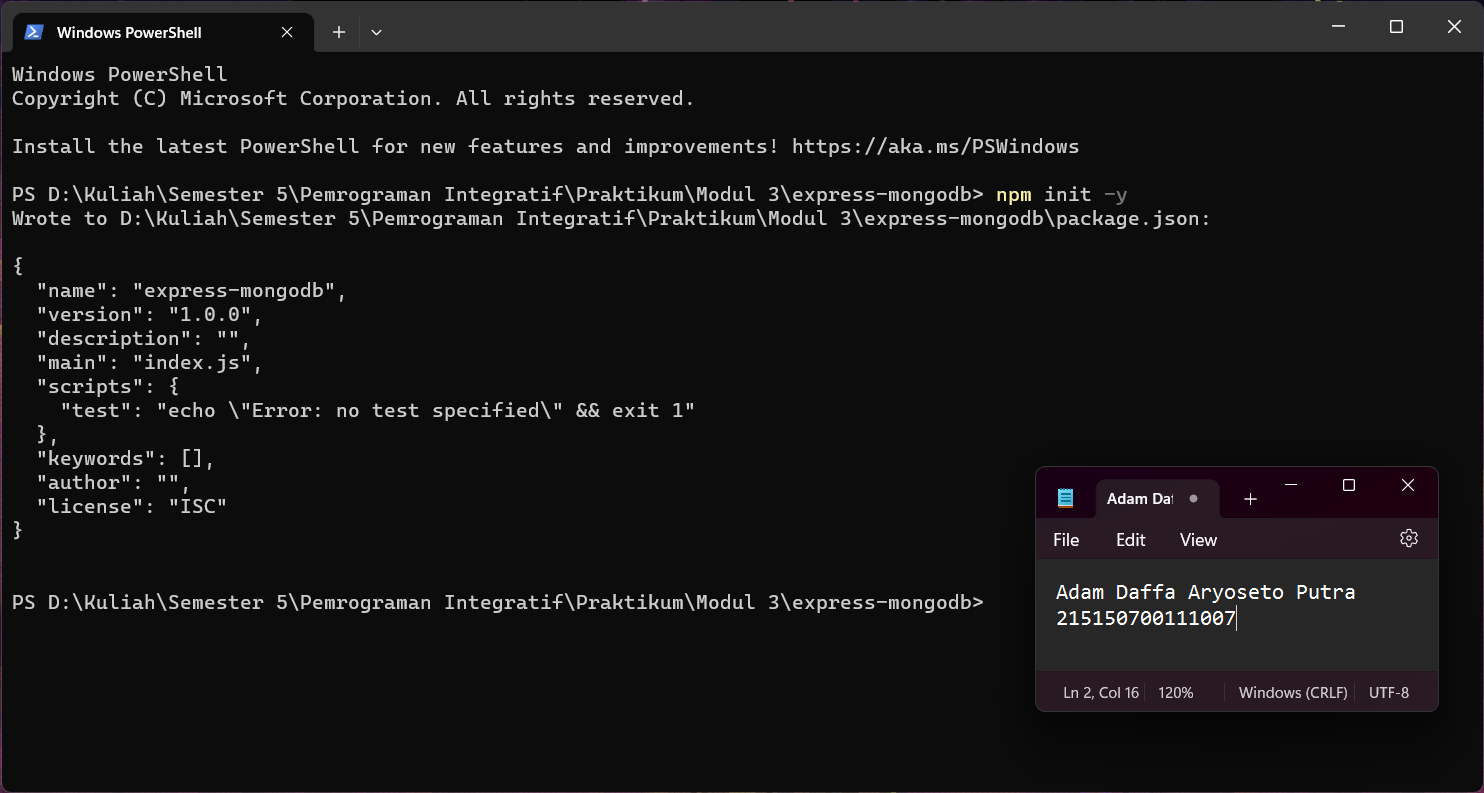 Windows PowerShell
Windows PowerShell
Copyright (C) Microsoft Corporation. All rights reserved.
Install the latest PowerShell for new features and improvements! https://aka.ms/PSWindows
PS D:\Kuliah\Semester 5\Pemrograman Integratif\Praktikum\Modul 3\express-mongodb> npm init -y
Wrote to D:\Kuliah\Semester 5\Pemrograman Integratif\Praktikum\Modul 3\express-mongodb\package.json:
{
  "name": "express-mongodb",
  "version": "1.0.0",
  "description": "",
  "main": "index.js",
  "scripts": {
    "test": "echo \"Error: no test specified\" && exit 1"
  },
  "keywords": [],
  "author": "",
  "license": "ISC"
}
PS D:\Kuliah\Semester 5\Pemrograman Integratif\Praktikum\Modul 3\express-mongodb>
Adam Da
File Edit View
Adam Daffa Aryoseto Putra
215150700111007
Ln 2, Col 16 120% Windows (CRLF) UTF-8